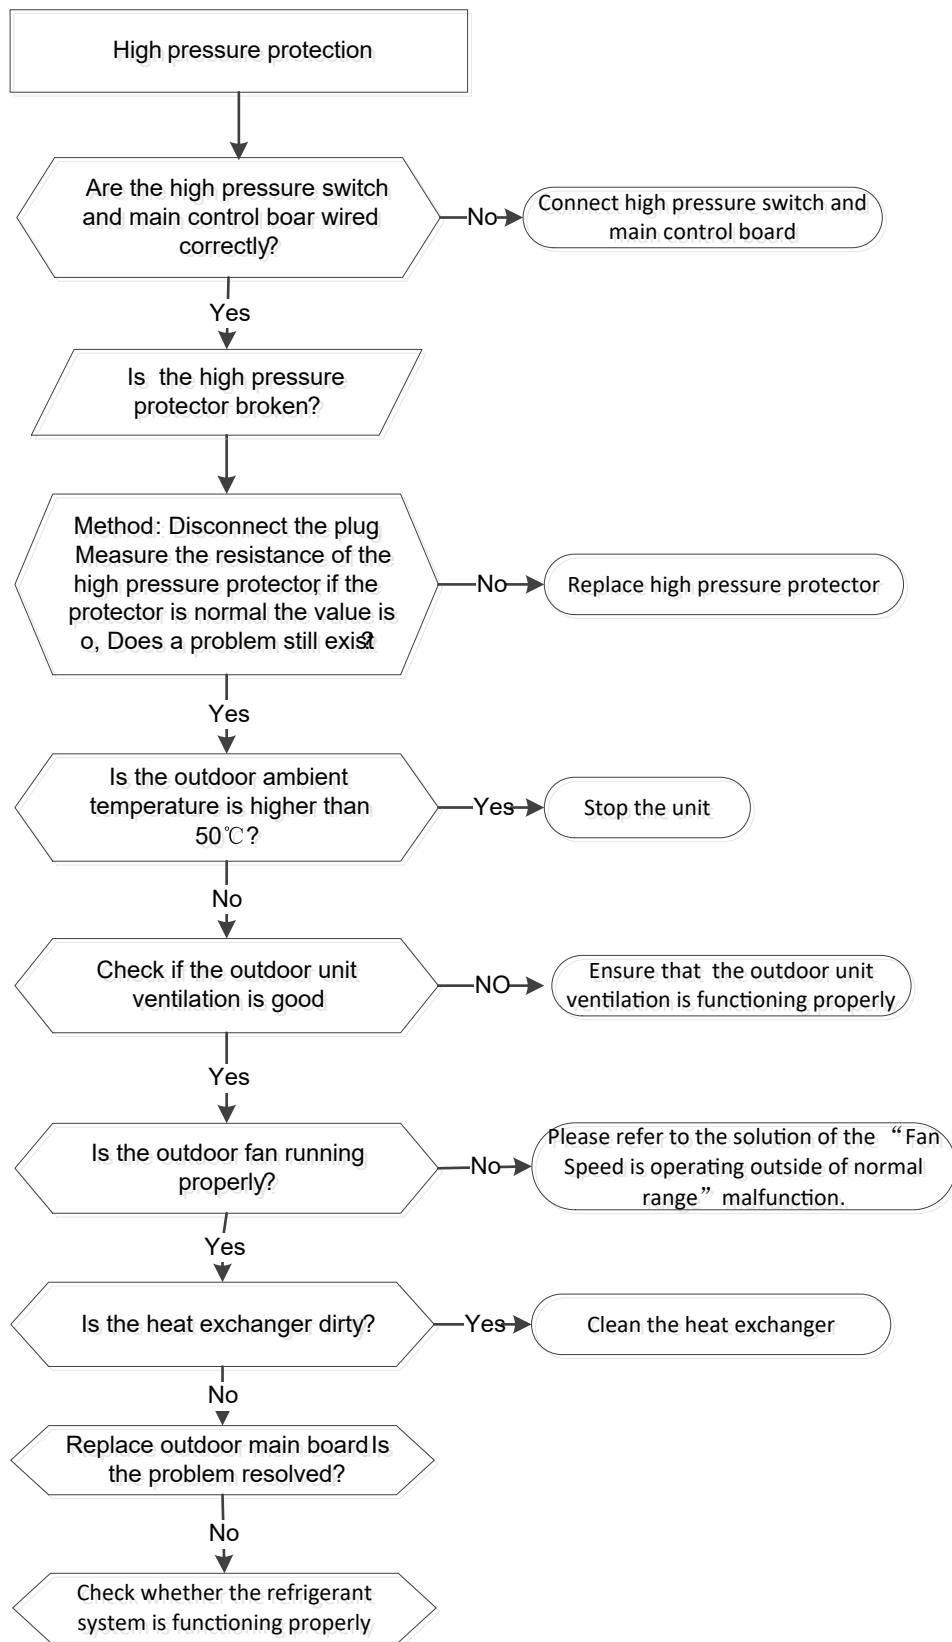 High pressure protection
Are the high pressure switch
and main control boar wired
correctly?
No
Connect high pressure switch and
main control board
Yes
Is the high pressure
protector broken?
Method: Disconnect the plug
Measure the resistance of the
high pressure protector, if the
protector is normal the value is
o, Does a problem still exist?
No
Replace high pressure protector
Yes
Is the outdoor ambient
temperature is higher than
50℃?
Yes
Stop the unit
No
Check if the outdoor unit
ventilation is good
NO
Ensure that the outdoor unit
ventilation is functioning properly
Yes
Is the outdoor fan running
properly?
No
Please refer to the solution of the “Fan
Speed is operating outside of normal
range” malfunction.
Yes
Is the heat exchanger dirty?
Yes
Clean the heat exchanger
No
Replace outdoor main board Is
the problem resolved?
No
Check whether the refrigerant
system is functioning properly